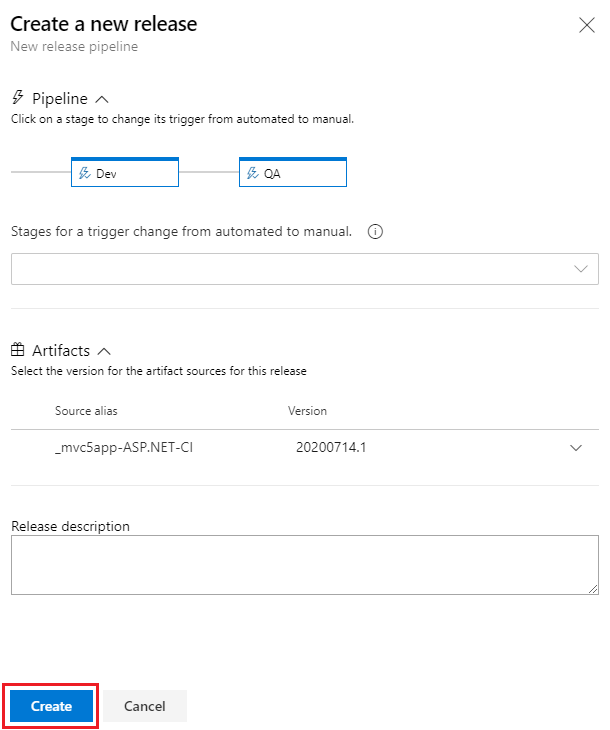 Create a new release
New release pipeline
Pipeline
Click on a stage to change its trigger from automated to manual.
Dev
QA
Stages for a trigger change from automated to manual.
Artifacts
Select the version for the artifact sources for this release
Source alias
Version
_mvc5app-ASP.NET-CI
20200714.1
Release description
Create
Cancel